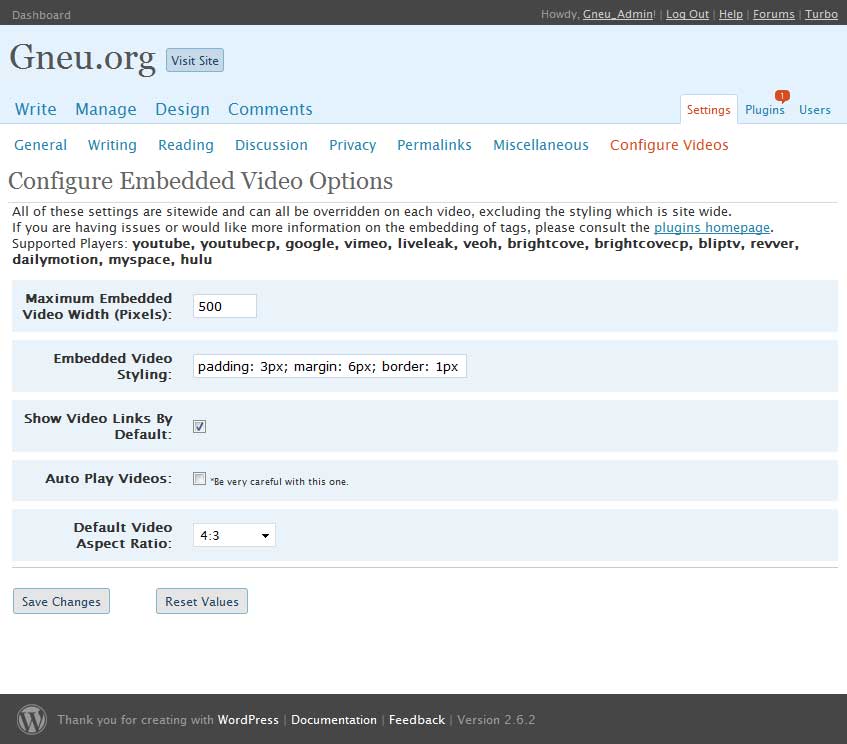 Dashboard
Howdy, Gneu_Admin! | Log Out | Help | Forums | Turbo
Gneu.org Visit Site
Write Manage Design Comments Settings Plugins 1 Users
General Writing Reading Discussion Privacy Permalinks Miscellaneous Configure Videos
Configure Embedded Video Options
All of these settings are sitewide and can all be overridden on each video, excluding the styling which is site wide.
If you are having issues or would like more information on the embedding of tags, please consult the plugins homepage.
Supported Players: youtube, youtubecp, google, vimeo, liveleak, veoh, brightcove, brightcovecp, bliptv, revver,
dailymotion, myspace, hulu
Maximum Embedded
Video Width (Pixels):
500
Embedded Video
Styling:
padding: 3px; margin: 6px; border: 1px
Show Video Links By
Default:
Auto Play Videos:
*Be very careful with this one.
Default Video
Aspect Ratio:
4:3
Save Changes Reset Values
Thank you for creating with WordPress | Documentation | Feedback | Version 2.6.2